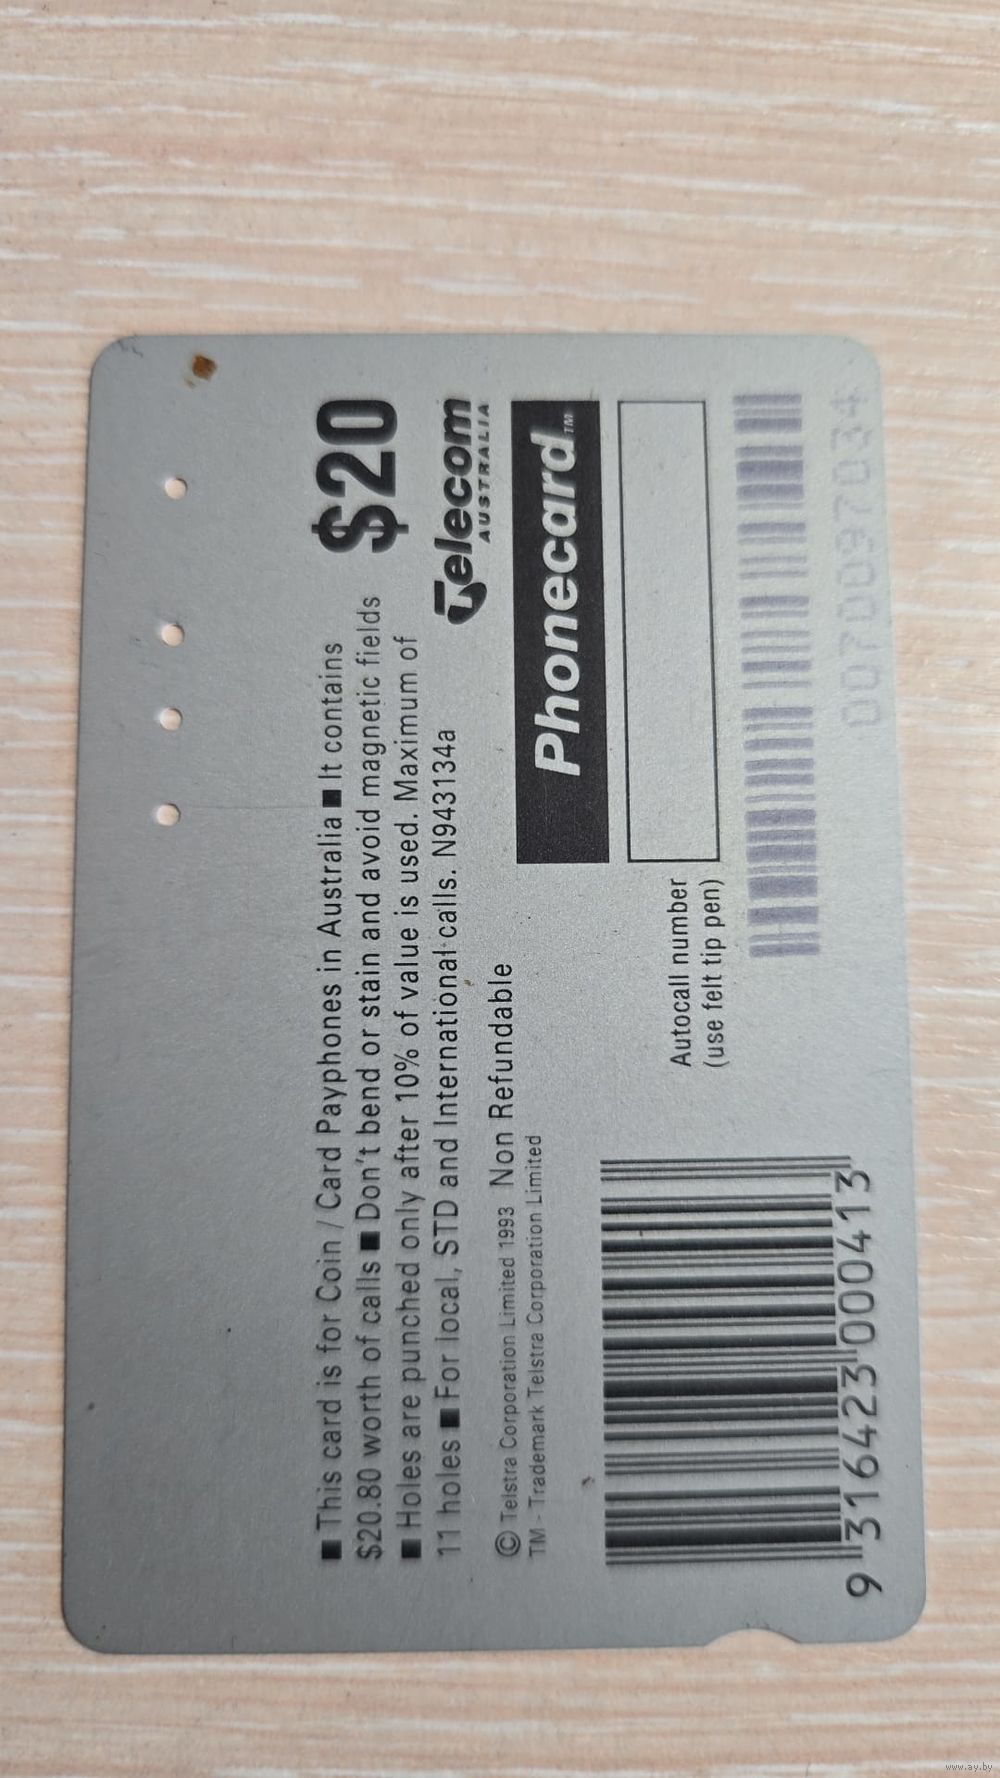 ■ This card is for Coin / Card Payphones in Australia ■ It contains
$20.80 worth of calls ■ Don't bend or stain and avoid magnetic fields
■ Holes are punched only after 10% of value is used. Maximum of
11 holes ■ For local, STD and International calls. N943134a
© Telstra Corporation Limited 1993 Non Refundable
TM - Trademark Telstra Corporation Limited
$20
Telecom
AUSTRALIA
Phonecard TM
Autocall number
(use felt tip pen)
9 316423 000413
0070097034
www.ay.by